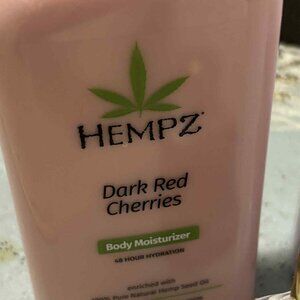 HEMPZ
Dark Red
Cherries
Body Moisturizer
48 HOUR HYDRATION
enriched with
Pure Natural Hemp Seed Oil